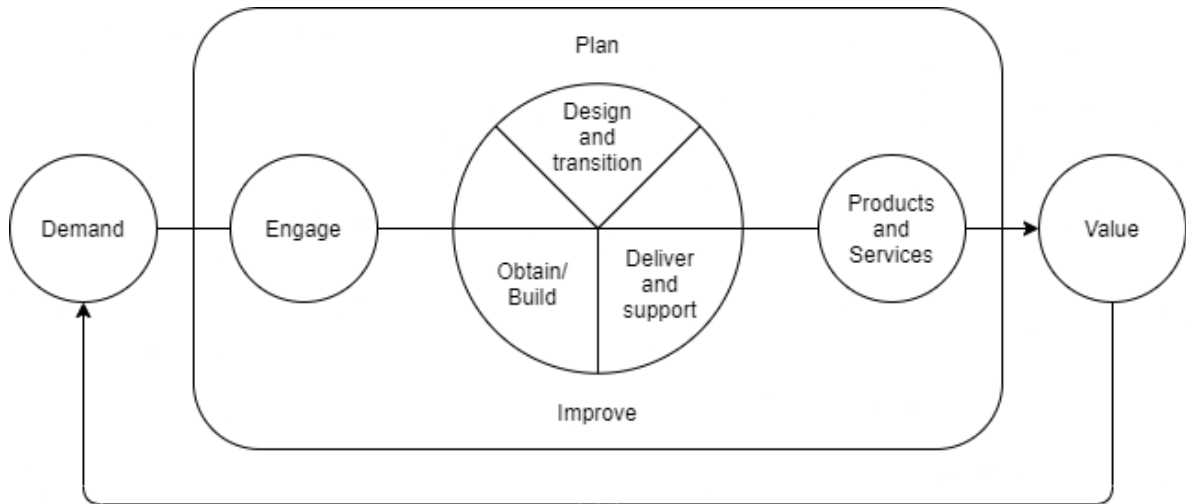 Plan
Design
and
transition
Demand
Engage
Products
and
Services
Value
Obtain/
Build
Deliver
and
support
Improve